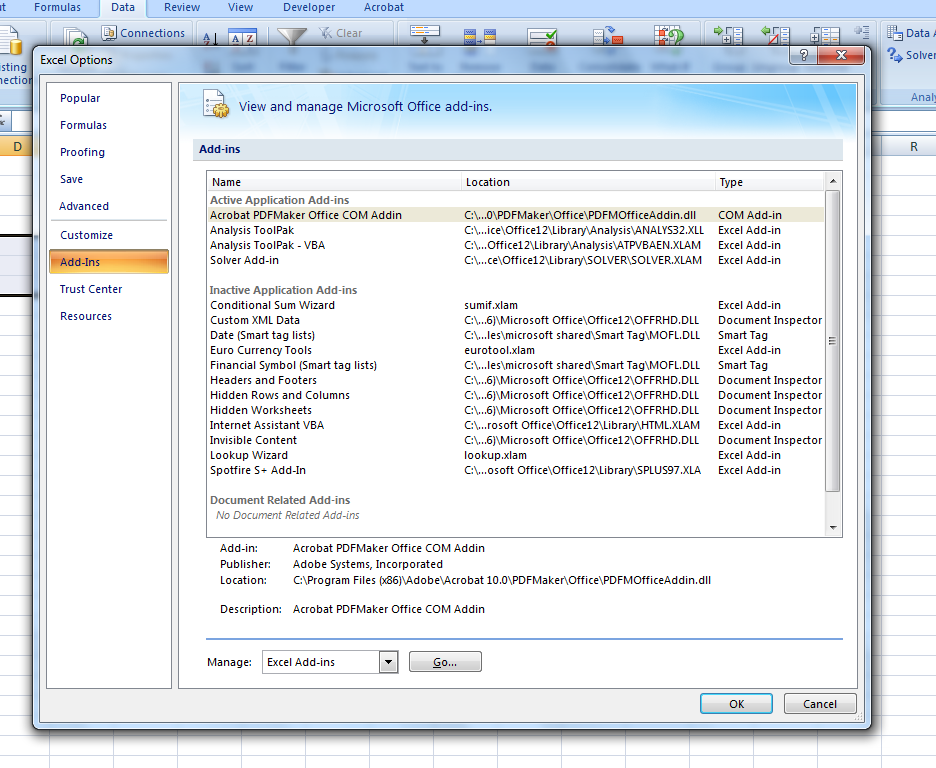 Formulas Data Review View Developer Acrobat
Connections
Clear
Data
Solver
Excel Options
Popular
Formulas
Proofing
Save
Advanced
Customize
Add-Ins
Trust Center
Resources
View and manage Microsoft Office add-ins.
Add-ins
Name Location Type
Active Application Add-ins
Acrobat PDFMaker Office COM Addin C:\...0\PDFMaker\Office\PDFMOfficeAddin.dll COM Add-in
Analysis ToolPak C:\...ice\Office12\Library\Analysis\ANALYS32.XLL Excel Add-in
Analysis ToolPak - VBA C:\...Office12\Library\Analysis\ATPVBAEN.XLAM Excel Add-in
Solver Add-in C:\...ce\Office12\Library\SOLVER\SOLVER.XLAM Excel Add-in
Inactive Application Add-ins
Conditional Sum Wizard sumif.xlam Excel Add-in
Custom XML Data C:\...6)\Microsoft Office\Office12\OFFRHD.DLL Document Inspector
Date (Smart tag lists) C:\...les\microsoft shared\Smart Tag\MOFL.DLL Smart Tag
Euro Currency Tools eurotool.xlam Excel Add-in
Financial Symbol (Smart tag lists) C:\...les\microsoft shared\Smart Tag\MOFL.DLL Smart Tag
Headers and Footers C:\...6)\Microsoft Office\Office12\OFFRHD.DLL Document Inspector
Hidden Rows and Columns C:\...6)\Microsoft Office\Office12\OFFRHD.DLL Document Inspector
Hidden Worksheets C:\...6)\Microsoft Office\Office12\OFFRHD.DLL Document Inspector
Internet Assistant VBA C:\...rosoft Office\Office12\Library\HTML.XLAM Excel Add-in
Invisible Content C:\...6)\Microsoft Office\Office12\OFFRHD.DLL Document Inspector
Lookup Wizard lookup.xlam Excel Add-in
Spotfire S+ Add-In C:\...osoft Office\Office12\Library\SPLUS97.XLA Excel Add-in
Document Related Add-ins
No Document Related Add-ins
Add-in: Acrobat PDFMaker Office COM Addin
Publisher: Adobe Systems, Incorporated
Location: C:\Program Files (x86)\Adobe\Acrobat 10.0\PDFMaker\Office\PDFMOfficeAddin.dll
Description: Acrobat PDFMaker Office COM Addin
Manage: Excel Add-ins Go...
OK Cancel
D
R